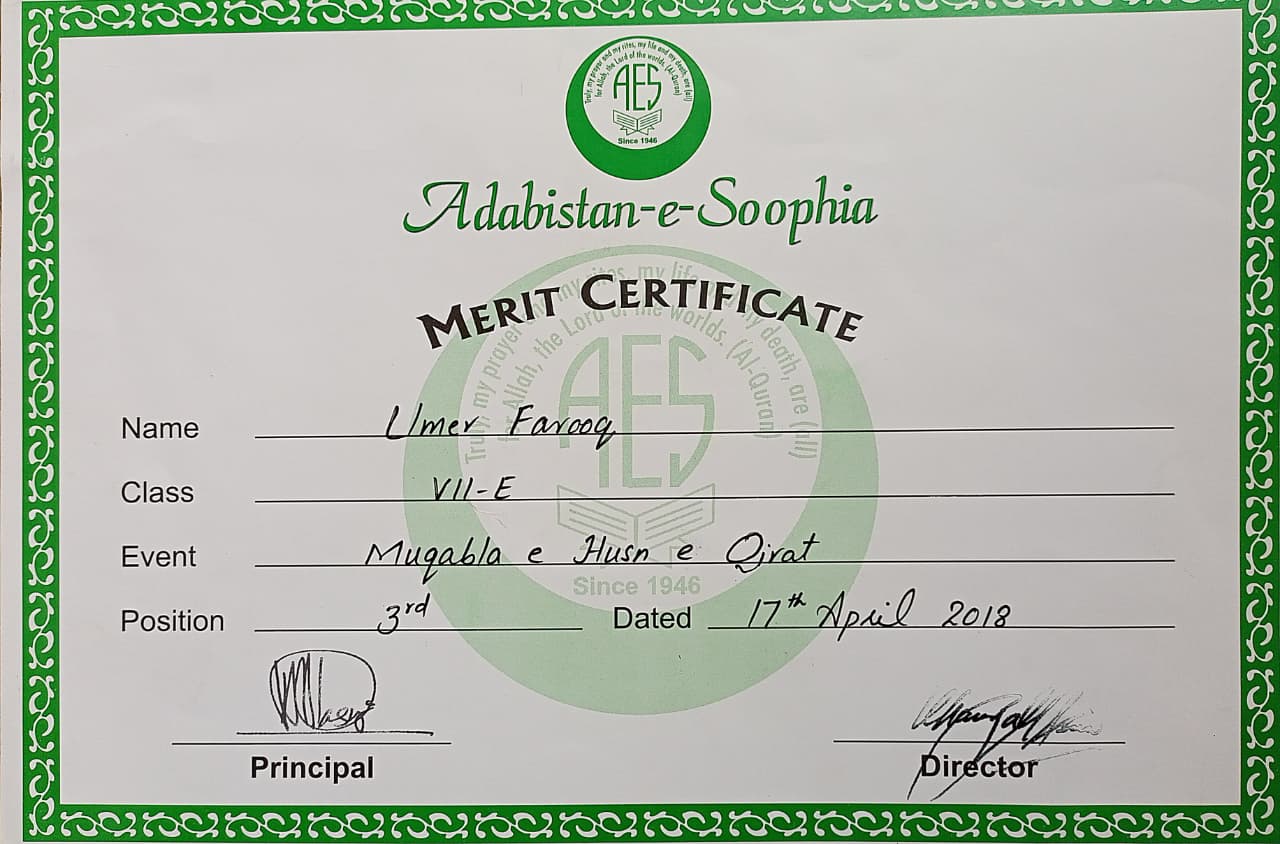 Truly, my prayer and my rites, my life and my death, are (all)
for Allah, the Lord of the worlds. (Al-Quran)
AES
Since 1946
Adabistan-e-Soophia
MERIT CERTIFICATE
Truly, my prayer and my rites, my life and my death, are (all)
for Allah, the Lord of the worlds. (Al-Quran)
AES
Name Umer Farooq
Class VII-E
Event Muqabla e Husn e Qirat
Since 1946
Position 3rd Dated 17th April 2018
Principal Director